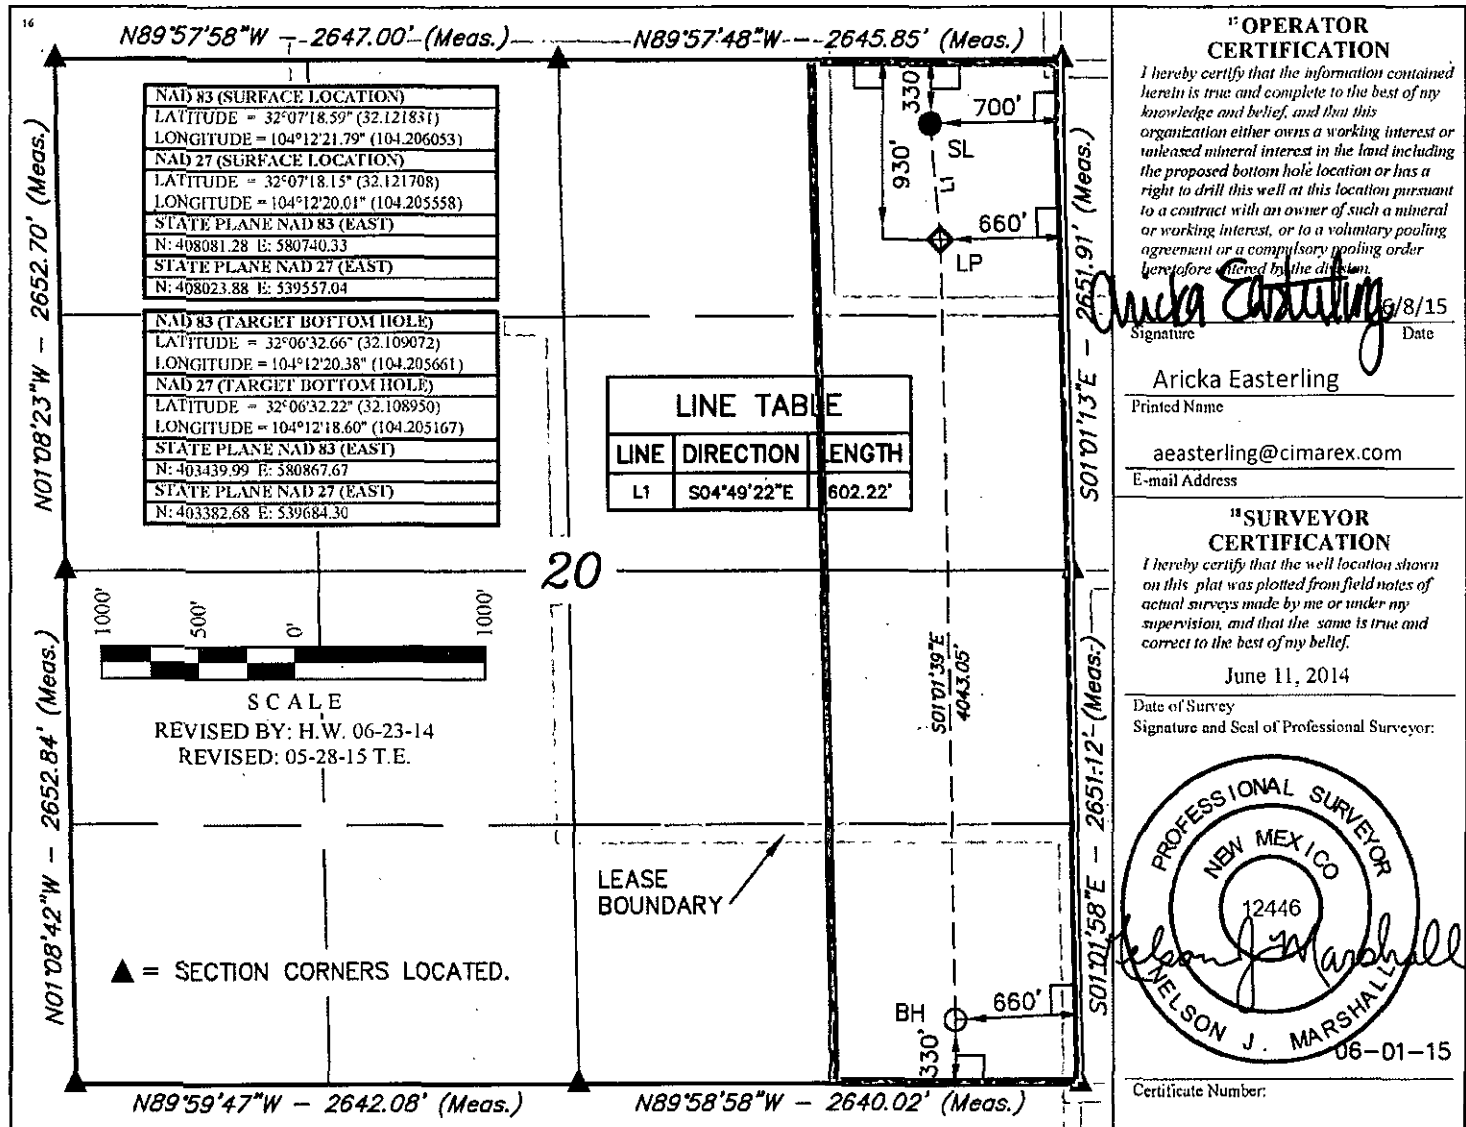 16
N89°57'58"W - 2647.00' (Meas.)
N89°57'48"W - 2645.85' (Meas.)
NAD 83 (SURFACE LOCATION)
LATITUDE = 32°07'18.59" (32.121831)
LONGITUDE = 104°12'21.79" (104.206053)
NAD 27 (SURFACE LOCATION)
LATITUDE = 32°07'18.15" (32.121708)
LONGITUDE = 104°12'20.01" (104.205558)
STATE PLANE NAD 83 (EAST)
N: 408081.28 E: 580740.33
STATE PLANE NAD 27 (EAST)
N: 408023.88 E: 539557.04
NAD 83 (TARGET BOTTOM HOLE)
LATITUDE = 32°06'32.66" (32.109072)
LONGITUDE = 104°12'20.38" (104.205661)
NAD 27 (TARGET BOTTOM HOLE)
LATITUDE = 32°06'32.22" (32.108950)
LONGITUDE = 104°12'18.60" (104.205167)
STATE PLANE NAD 83 (EAST)
N: 403439.99 E: 580867.67
STATE PLANE NAD 27 (EAST)
N: 403382.68 E: 539684.30
N01°08'23"W - 2652.70' (Meas.)
330'
700'
SL
930'
L1
660'
LP
S01°01'13"E - 2651.91' (Meas.)
LINE TABLE
LINE DIRECTION LENGTH
L1 S04°49'22"E 602.22'
20
1000'
500'
0'
1000'
SCALE
REVISED BY: H.W. 06-23-14
REVISED: 05-28-15 T.E.
S01°01'39"E
4043.05'
N01°08'42"W - 2652.84' (Meas.)
S01°01'58"E - 2651.12' (Meas.)
LEASE
BOUNDARY
▲ = SECTION CORNERS LOCATED.
BH
660'
330'
N89°59'47"W - 2642.08' (Meas.)
N89°58'58"W - 2640.02' (Meas.)
17 OPERATOR
CERTIFICATION
I hereby certify that the information contained
herein is true and complete to the best of my
knowledge and belief, and that this
organization either owns a working interest or
unleased mineral interest in the land including
the proposed bottom hole location or has a
right to drill this well at this location pursuant
to a contract with an owner of such a mineral
or working interest, or to a voluntary pooling
agreement or a compulsory pooling order
heretofore entered by the division.
Aricka Easterling 6/8/15
Signature Date
Aricka Easterling
Printed Name
aeasterling@cimarex.com
E-mail Address
18 SURVEYOR
CERTIFICATION
I hereby certify that the well location shown
on this plat was plotted from field notes of
actual surveys made by me or under my
supervision, and that the same is true and
correct to the best of my belief.
June 11, 2014
Date of Survey
Signature and Seal of Professional Surveyor:
PROFESSIONAL SURVEYOR
NEW MEXICO
12446
Nelson J Marshall
NELSON J. MARSHALL
06-01-15
Certificate Number: